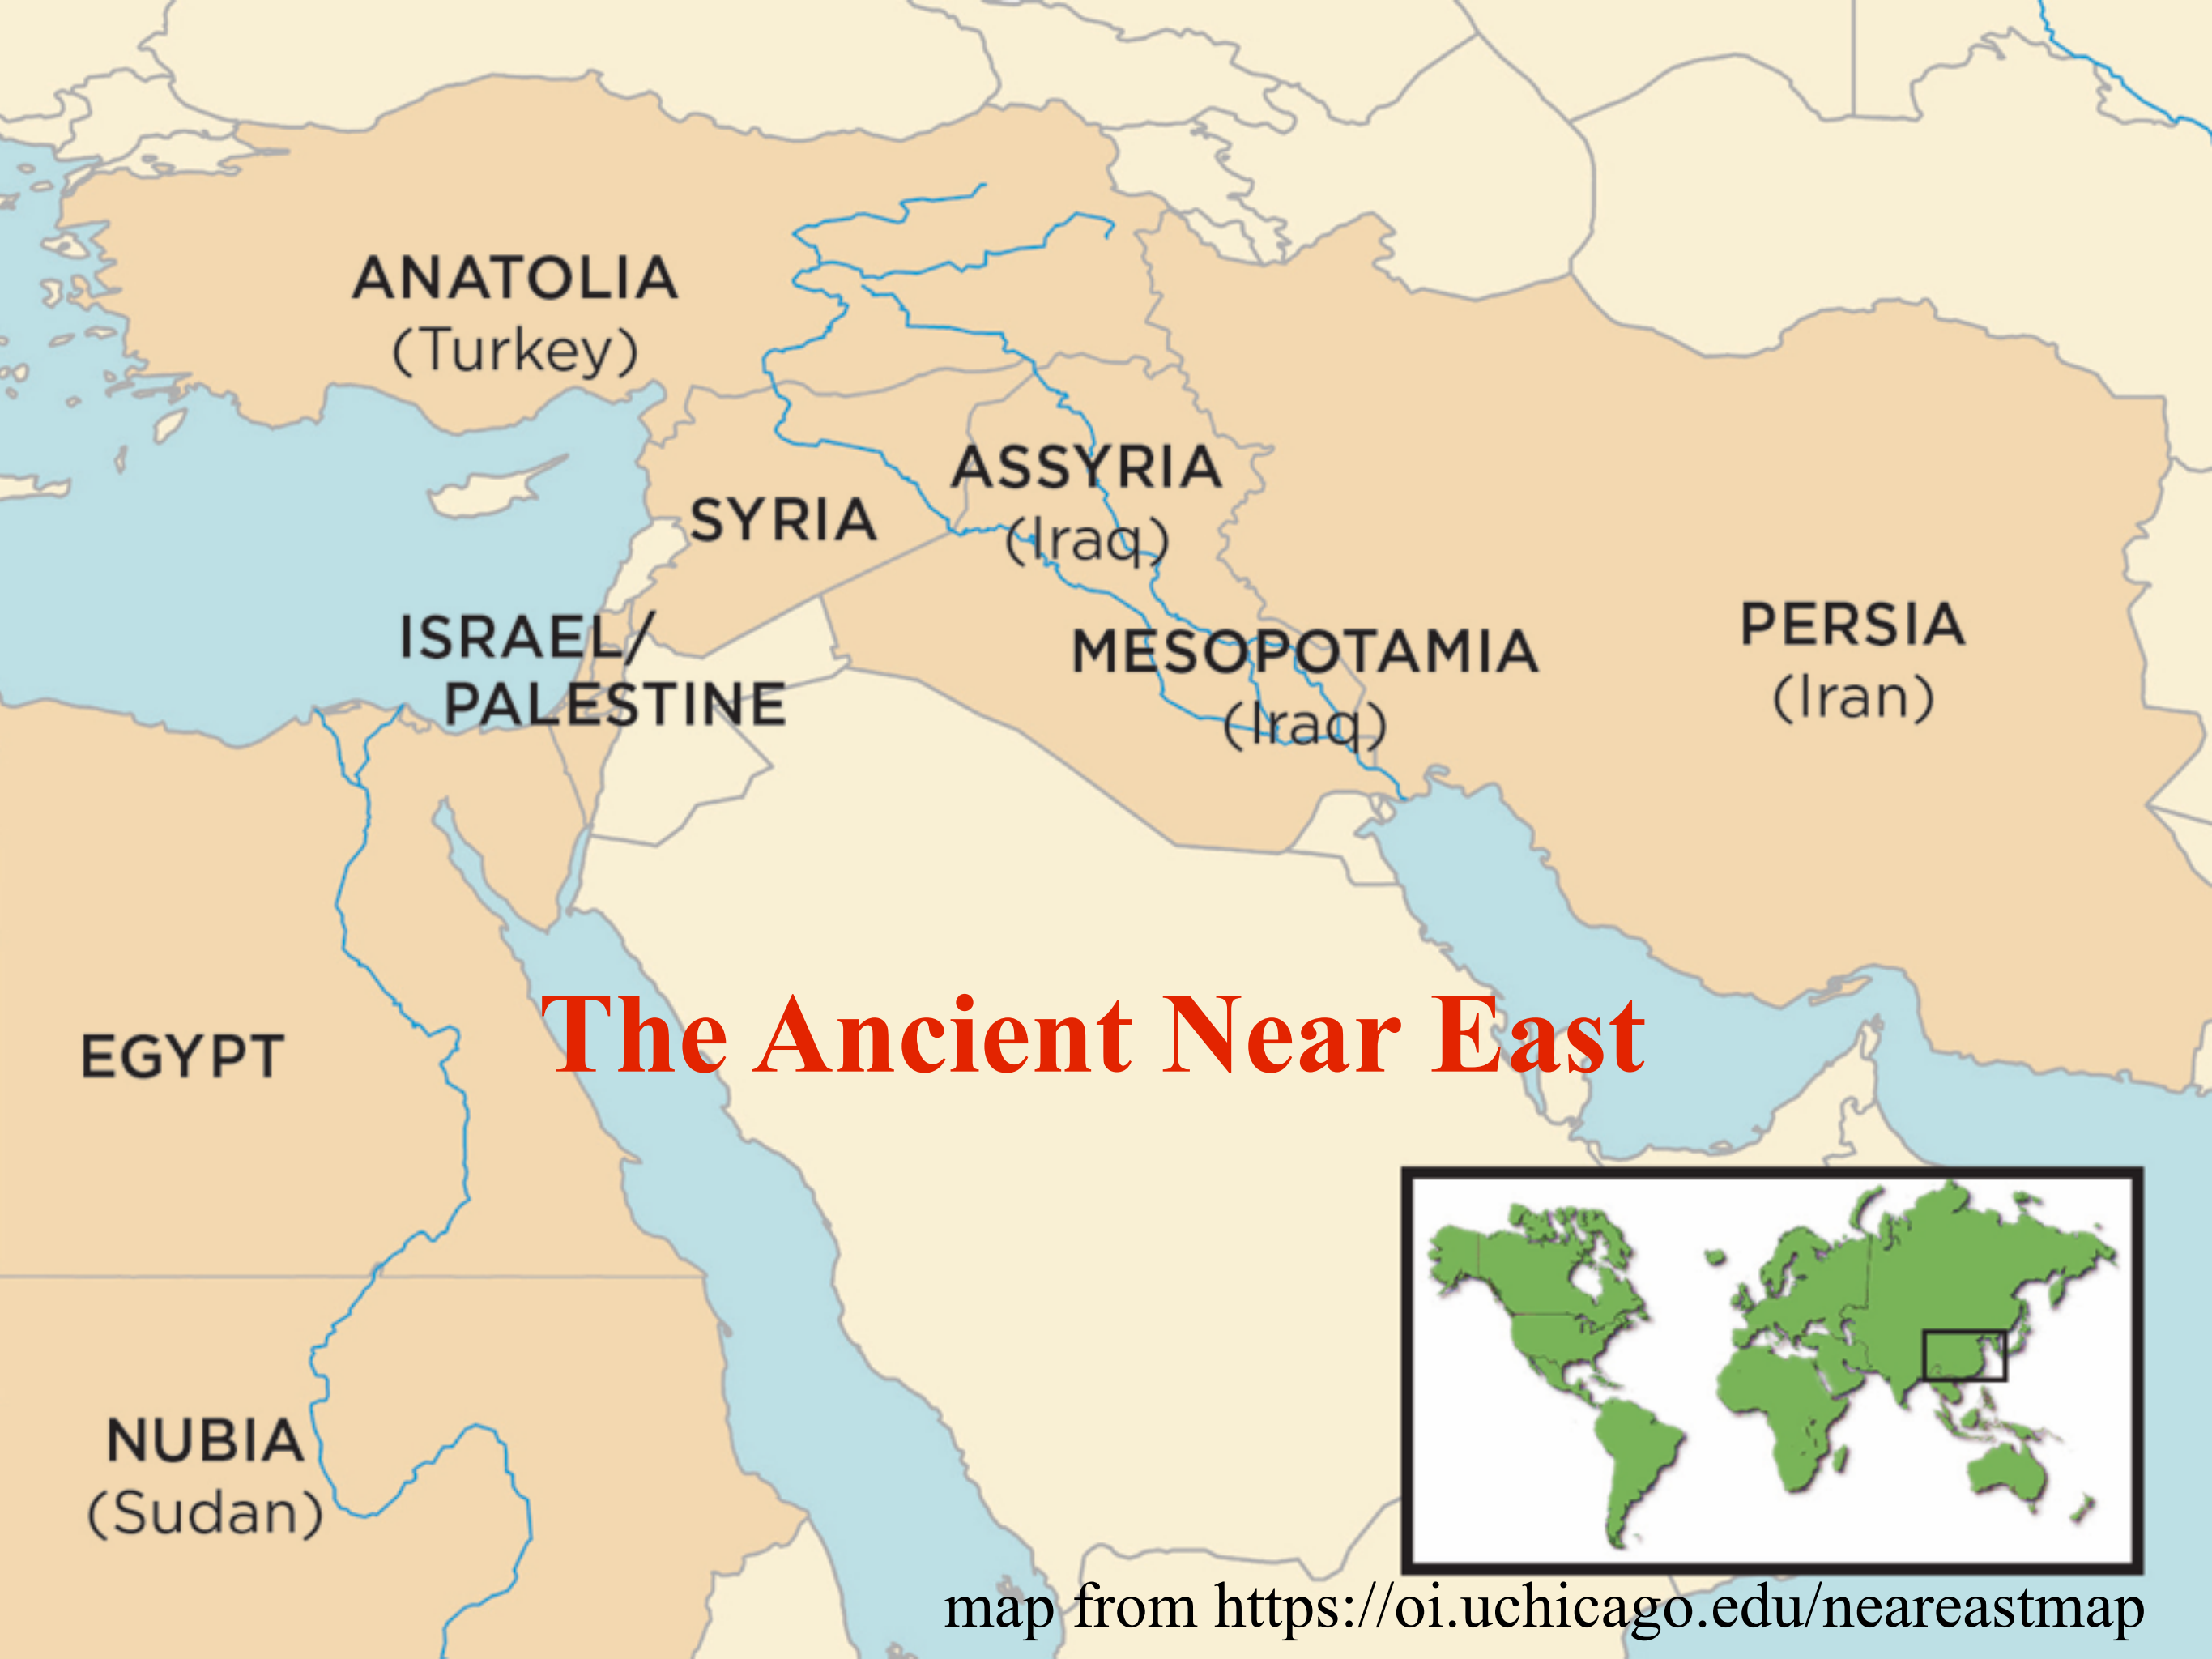 ANATOLIA
(Turkey)
ASSYRIA
(Iraq)
SYRIA
ISRAEL/
PALESTINE
MESOPOTAMIA
(Iraq)
PERSIA
(Iran)
The Ancient Near East
EGYPT
NUBIA
(Sudan)
map from https://oi.uchicago.edu/neareastmap